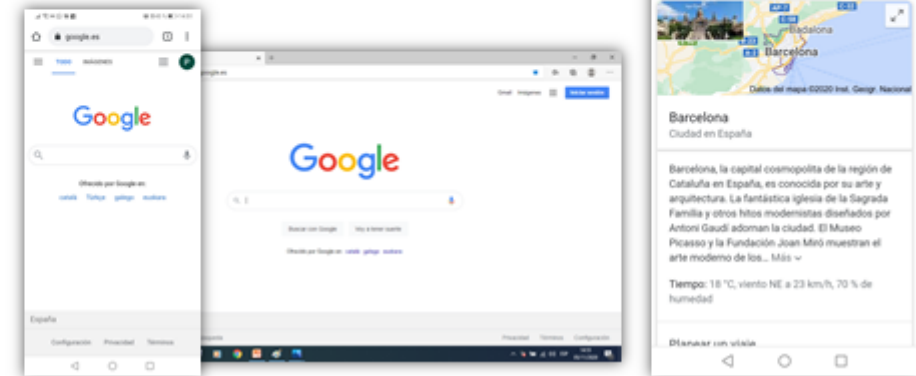 google.es
TODO IMÁGENES
P
Google
Ofrecido por Google en:
català Türkçe galego euskara
España
Configuración Privacidad Términos
google.es
Gmail Imágenes Iniciar sesión
Google
Buscar con Google Voy a tener suerte
Ofrecido por Google en: català galego euskara
Privacidad Términos Configuración
AP-7 C-32
C-58
Badalona
Barcelona
Datos del mapa ©2020 Inst. Geogr. Nacional
Barcelona
Ciudad en España
Barcelona, la capital cosmopolita de la región de
Cataluña en España, es conocida por su arte y
arquitectura. La fantástica iglesia de la Sagrada
Familia y otros hitos modernistas diseñados por
Antoni Gaudí adornan la ciudad. El Museo
Picasso y la Fundación Joan Miró muestran el
arte moderno de los... Más
Tiempo: 18 °C, viento NE a 23 km/h, 70 % de
humedad
Planear un viaje